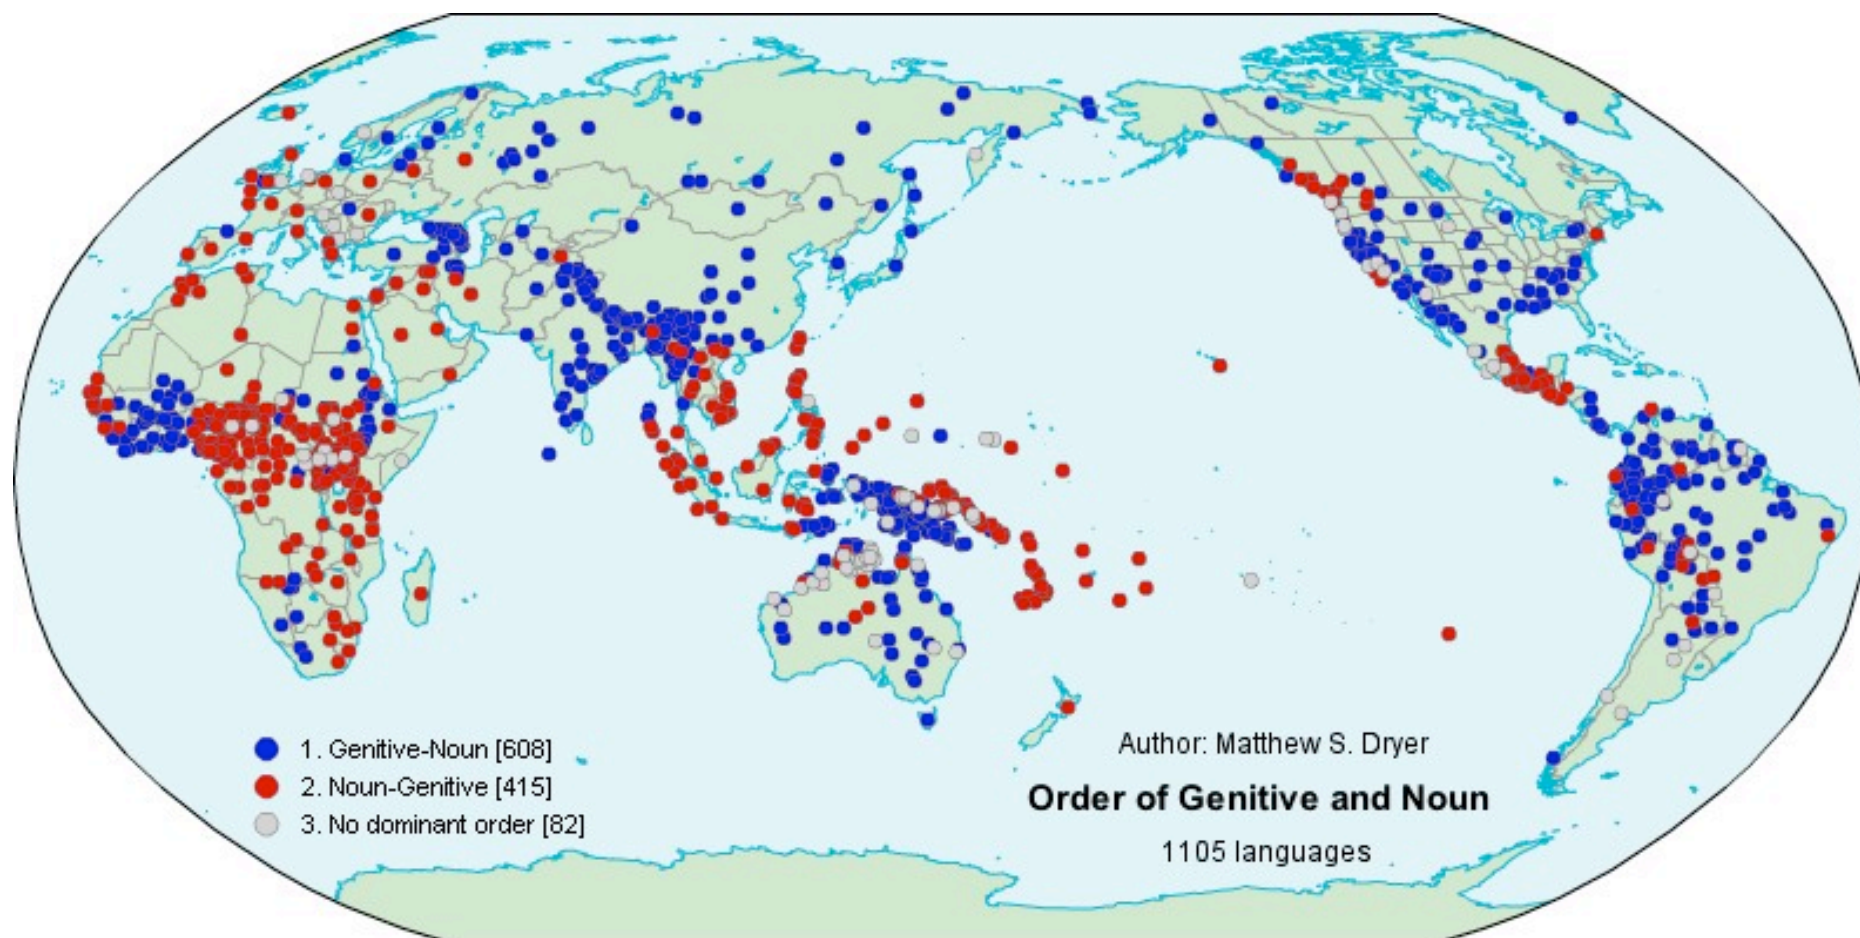 1. Genitive-Noun [608]
2. Noun-Genitive [415]
3. No dominant order [82]
Author: Matthew S. Dryer
Order of Genitive and Noun
1105 languages